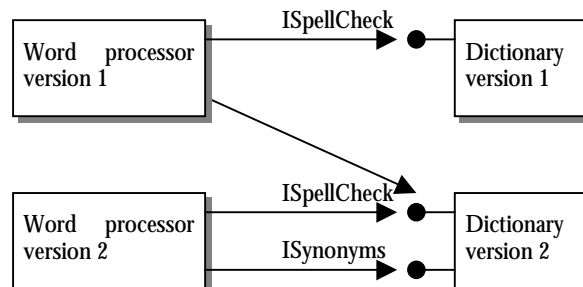 ISpellCheck
Word processor
version 1
Dictionary
version 1
ISpellCheck
Word processor
version 2
ISynonyms
Dictionary
version 2